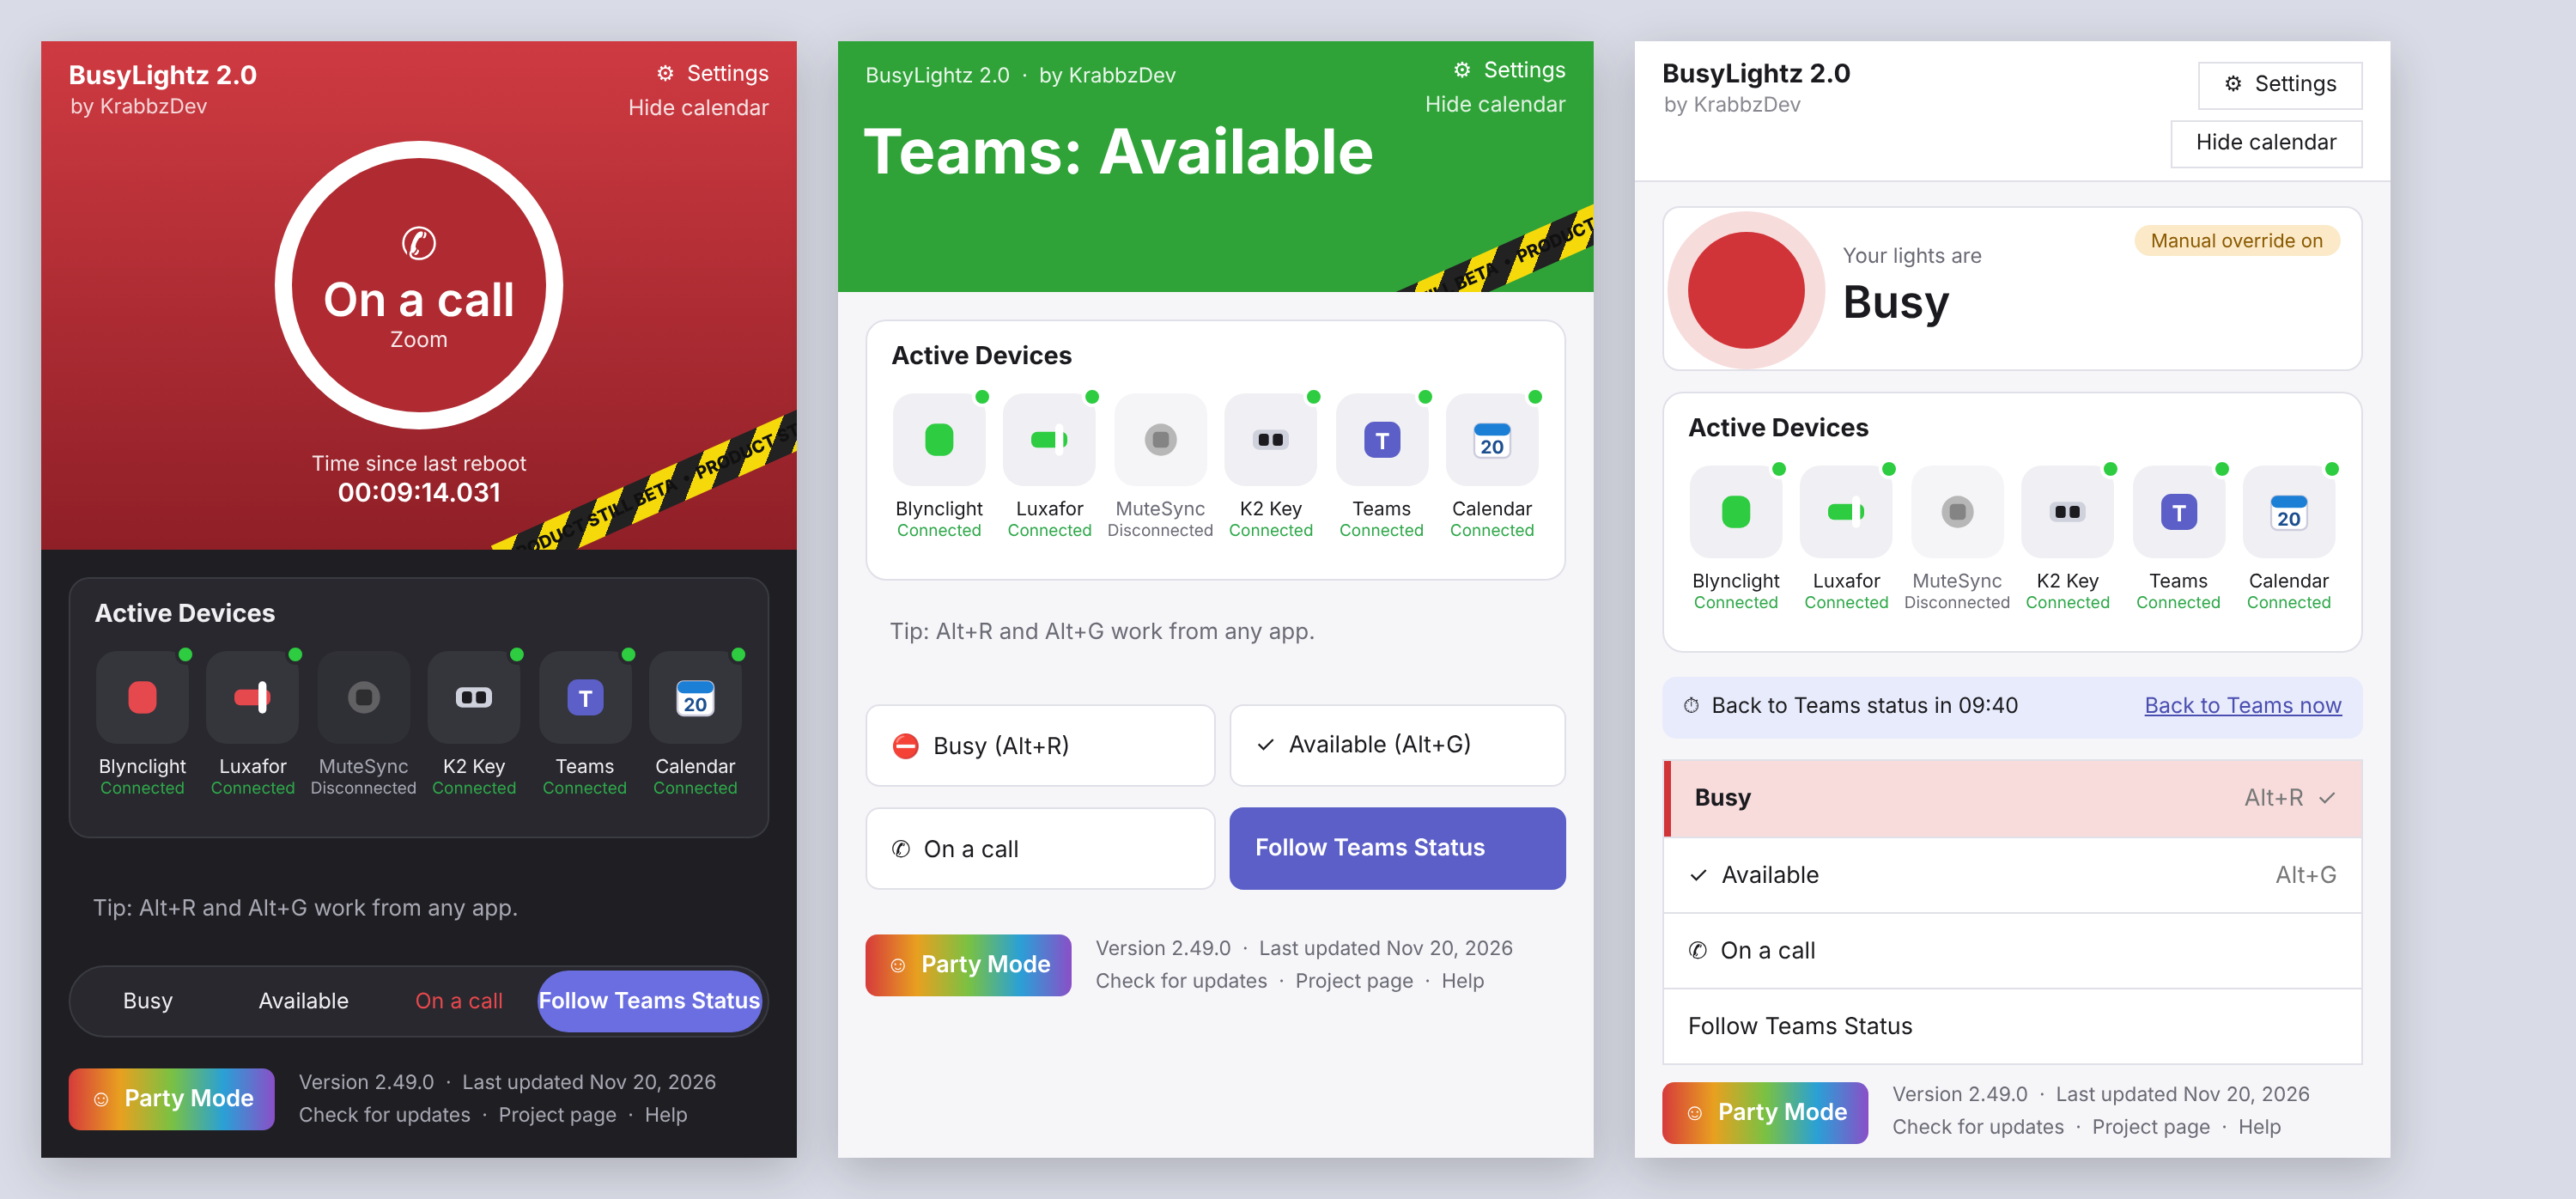 BusyLightz 2.0
by KrabbzDev
⚙ Settings
Hide calendar
✆
On a call
Zoom
Time since last reboot
00:09:14.031
PRODUCT STILL BETA • PRODUCT ST
Active Devices
T
20
Blynclight Luxafor MuteSync K2 Key Teams Calendar
Connected Connected Disconnected Connected Connected Connected
Tip: Alt+R and Alt+G work from any app.
Busy Available On a call Follow Teams Status
☺ Party Mode
Version 2.49.0 · Last updated Nov 20, 2026
Check for updates · Project page · Help
BusyLightz 2.0 · by KrabbzDev
⚙ Settings
Hide calendar
Teams: Available
BETA • PRODUCT
Active Devices
T
20
Blynclight Luxafor MuteSync K2 Key Teams Calendar
Connected Connected Disconnected Connected Connected Connected
Tip: Alt+R and Alt+G work from any app.
⛔ Busy (Alt+R)
✓ Available (Alt+G)
✆ On a call
Follow Teams Status
☺ Party Mode
Version 2.49.0 · Last updated Nov 20, 2026
Check for updates · Project page · Help
BusyLightz 2.0
by KrabbzDev
⚙ Settings
Hide calendar
Your lights are
Busy
Manual override on
Active Devices
T
20
Blynclight Luxafor MuteSync K2 Key Teams Calendar
Connected Connected Disconnected Connected Connected Connected
⏱ Back to Teams status in 09:40
Back to Teams now
Busy Alt+R ✓
✓ Available Alt+G
✆ On a call
Follow Teams Status
☺ Party Mode
Version 2.49.0 · Last updated Nov 20, 2026
Check for updates · Project page · Help